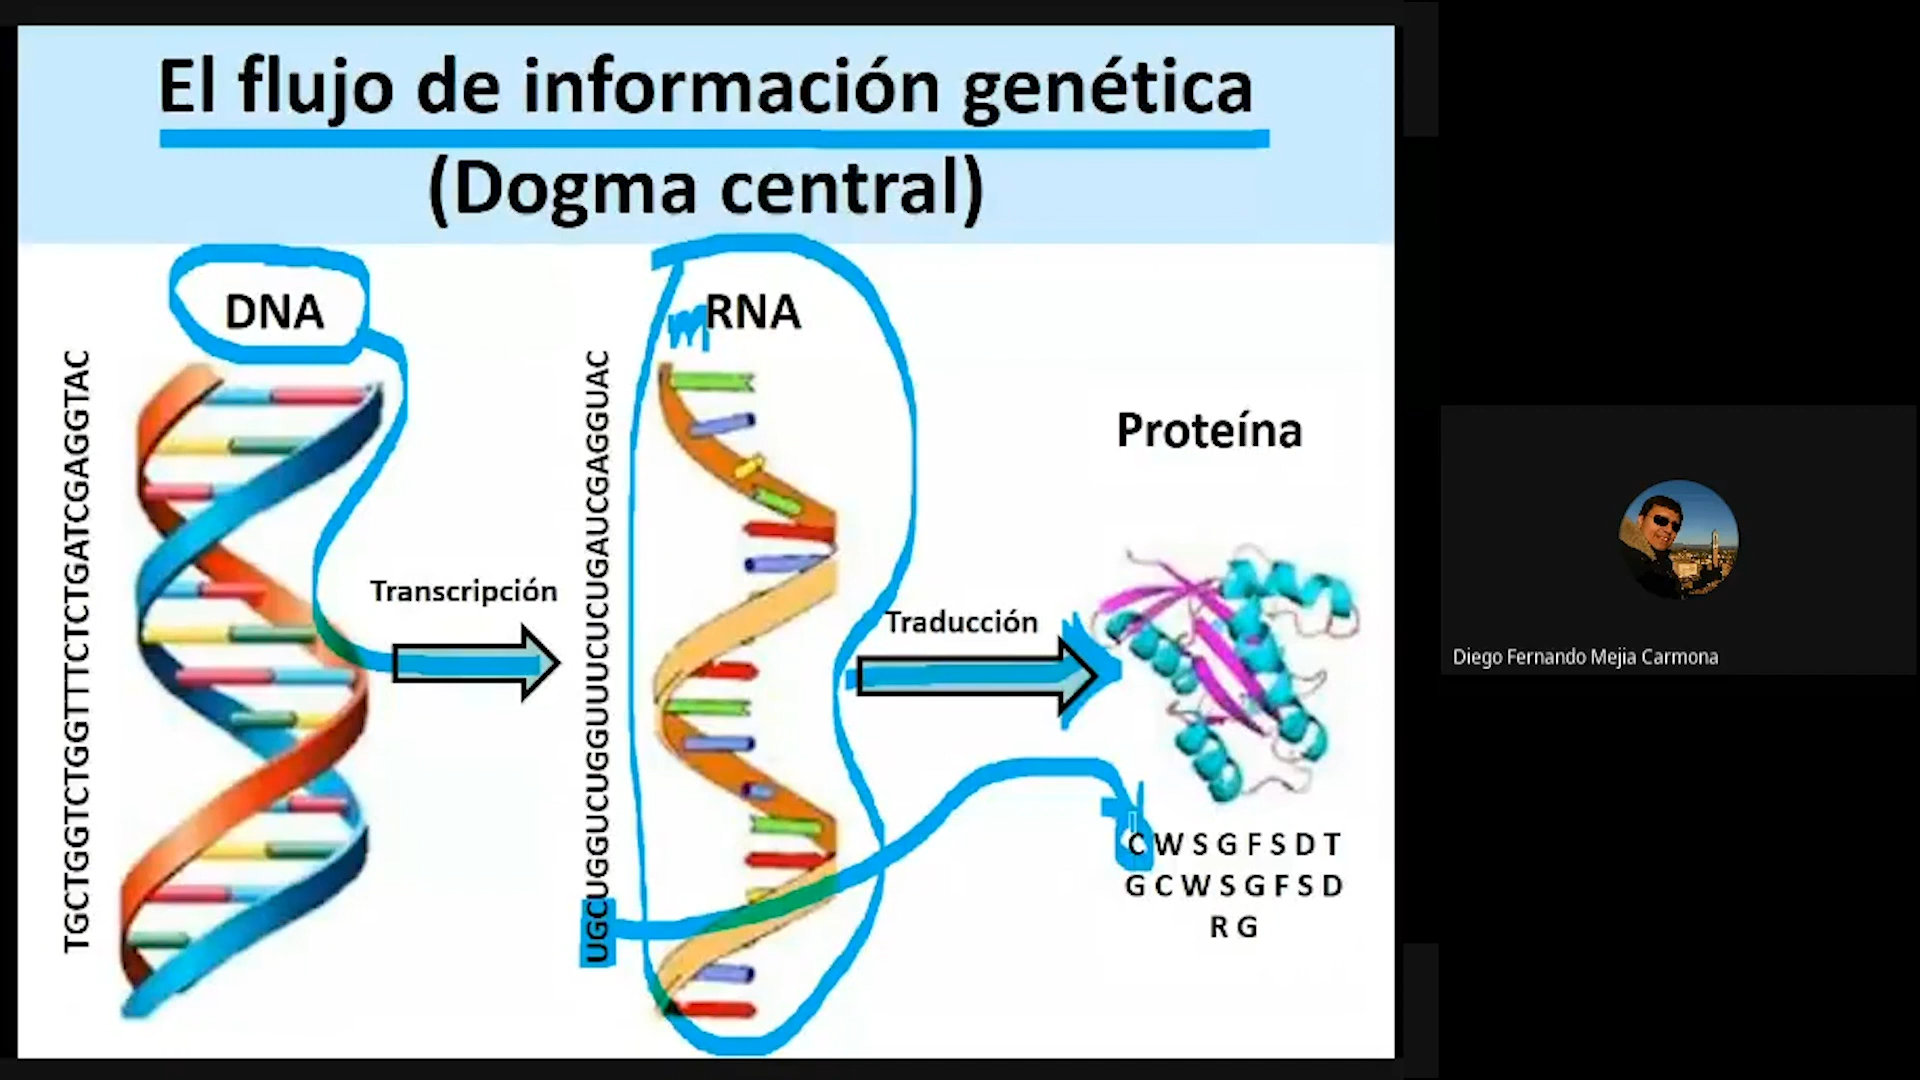 El flujo de información genética
(Dogma central)
DNA
mRNA
Proteína
TGCTGGTCTGGTTTCTCTGATCGAGGTAC
UGCUGGUCUGGUUUCUCUGAUCGAGGUAC
Transcripción
Traducción
C W S G F S D T
G C W S G F S D
R G
Diego Fernando Mejia Carmona